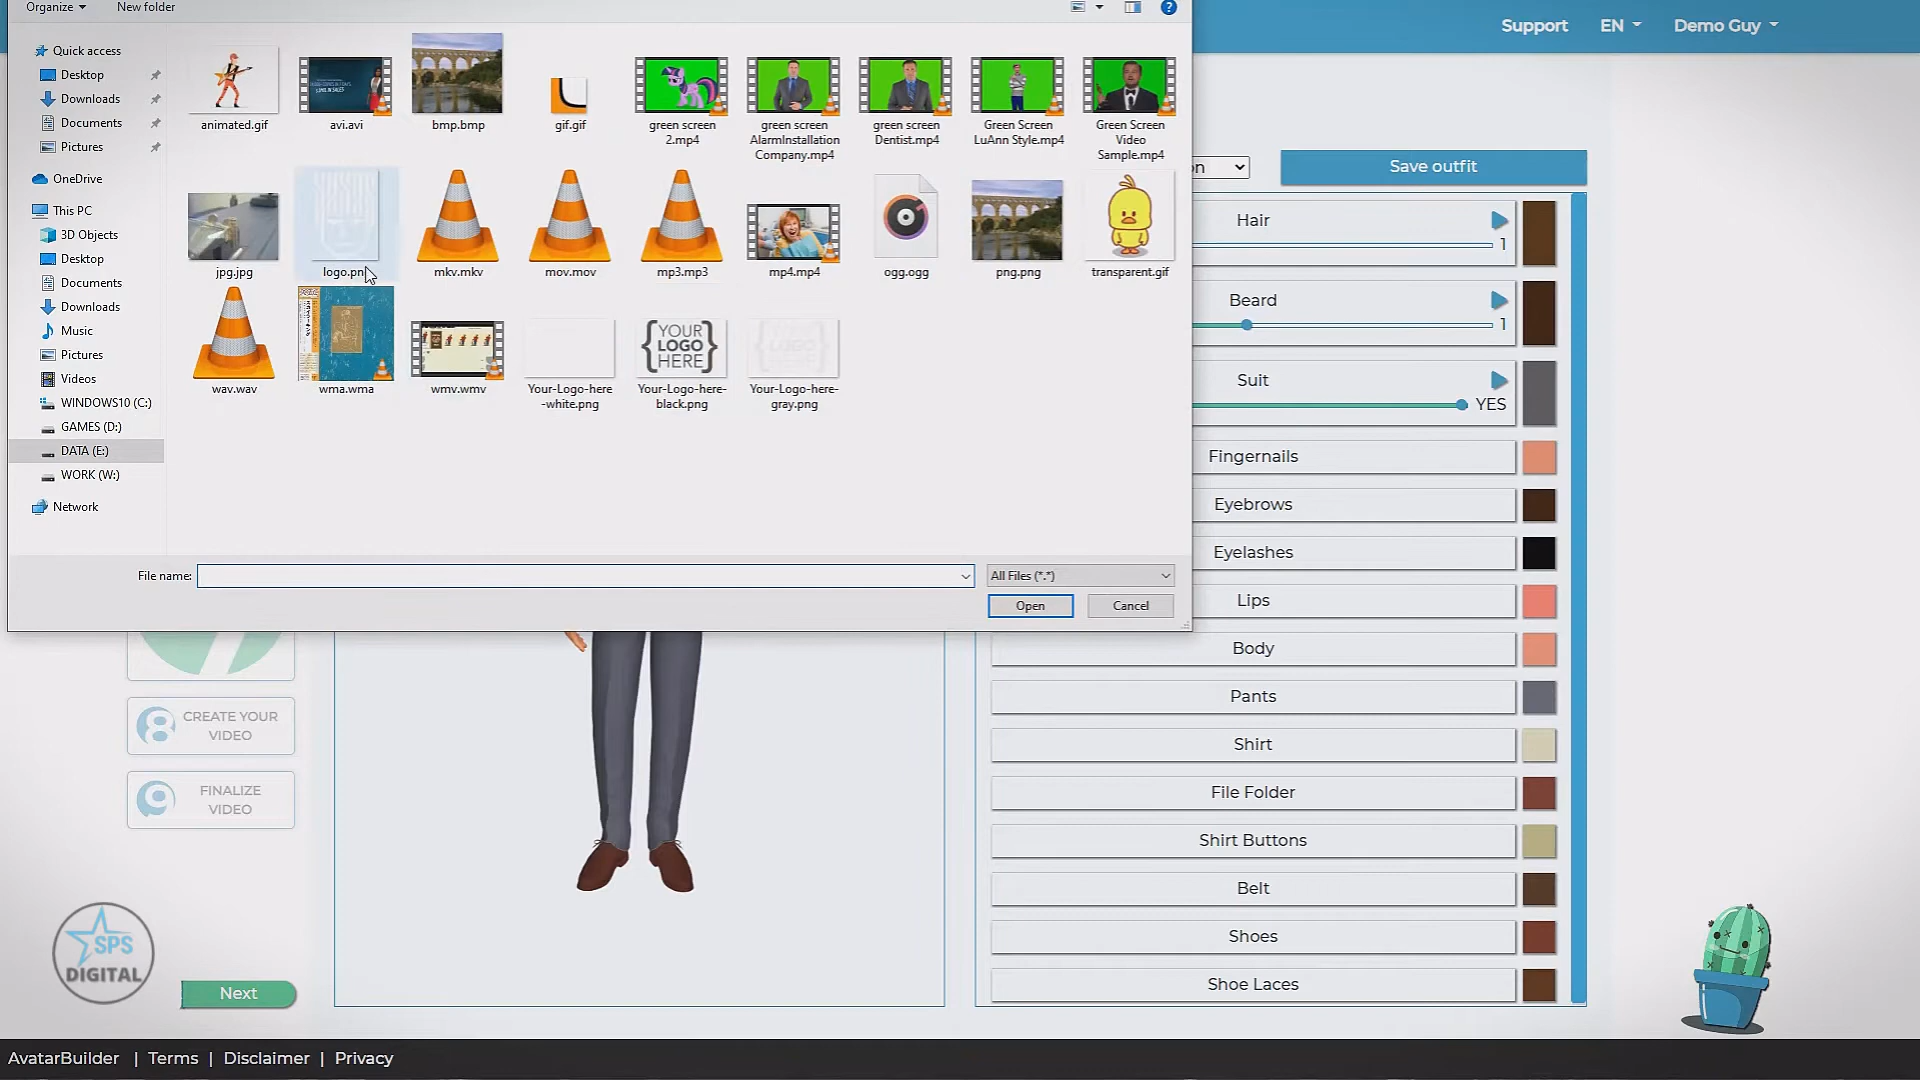 Organize
New folder
Support
EN
Demo Guy
Quick access
Desktop
Downloads
Documents
Pictures
OneDrive
This PC
3D Objects
Desktop
Documents
Downloads
Music
Pictures
Videos
WINDOWS10 (C:)
GAMES (D:)
DATA (E:)
WORK (W:)
Network
animated.gif
avi.avi
bmp.bmp
gif.gif
green screen
2.mp4
green screen
AlarmInstallation
Company.mp4
green screen
Dentist.mp4
Green Screen
LuAnn Style.mp4
Green Screen
Video
Sample.mp4
jpg.jpg
logo.png
mkv.mkv
mov.mov
mp3.mp3
mp4.mp4
ogg.ogg
png.png
transparent.gif
wav.wav
wma.wma
wmv.wmv
Your-Logo-here
-white.png
{YOUR
LOGO
HERE}
Your-Logo-here-
black.png
Your-Logo-here-
gray.png
File name:
All Files (*.*)
Open
Cancel
Save outfit
Hair
1
Beard
1
Suit
YES
Fingernails
Eyebrows
Eyelashes
Lips
Body
Pants
Shirt
File Folder
Shirt Buttons
Belt
Shoes
Shoe Laces
8 CREATE YOUR
VIDEO
9 FINALIZE
VIDEO
SPS
DIGITAL
Next
AvatarBuilder | Terms | Disclaimer | Privacy